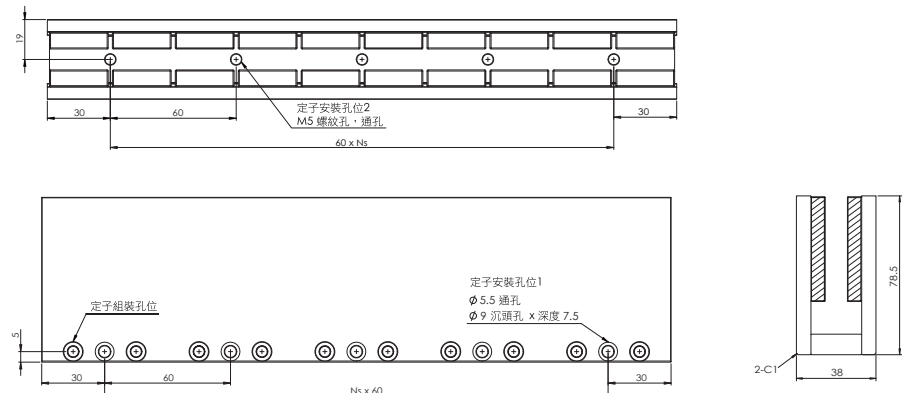 19
30
60
定子安裝孔位2
M5 螺紋孔，通孔
30
60 x Ns
定子組裝孔位
定子安裝孔位1
ϕ 5.5 通孔
ϕ 9 沉頭孔 x 深度 7.5
5
30
60
30
Ns x 60
78.5
2-C1
38